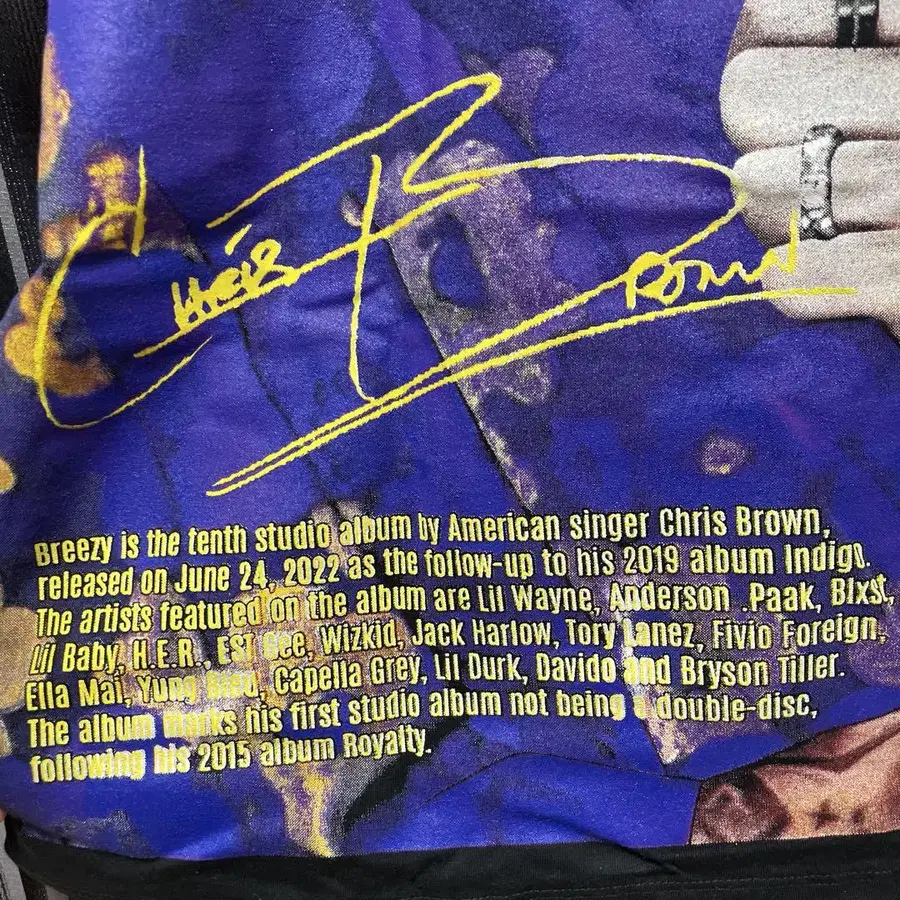 Chris Brown
Breezy is the tenth studio album by American singer Chris Brown,
released on June 24, 2022 as the follow-up to his 2019 album Indigo.
The artists featured on the album are Lil Wayne, Anderson .Paak, Blxst,
Lil Baby, H.E.R., EST Gee, Wizkid, Jack Harlow, Tory Lanez, Fivio Foreign,
Ella Mai, Yung Bleu, Capella Grey, Lil Durk, Davido and Bryson Tiller.
The album marks his first studio album not being a double-disc,
following his 2015 album Royalty.